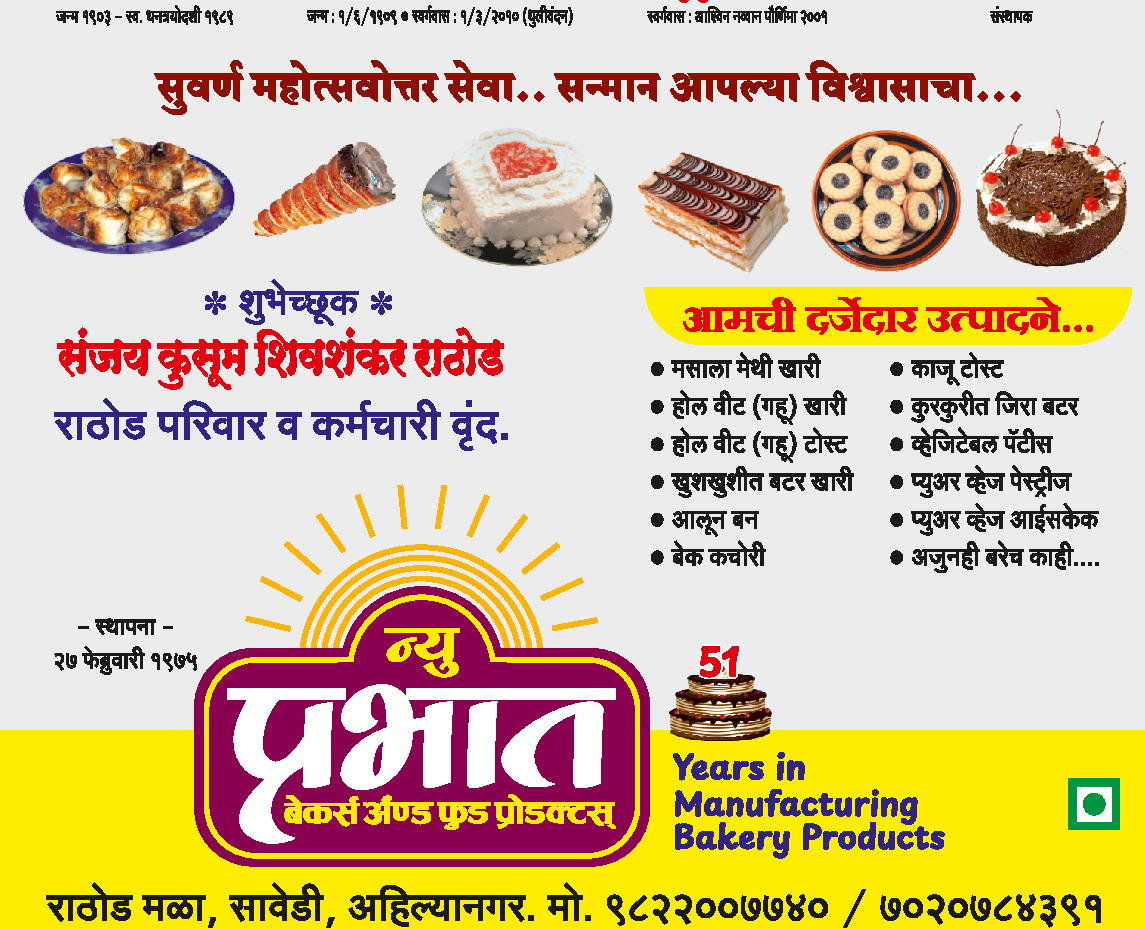 जन्म १९०३ – स्व. धनत्रयोदशी १९८९
जन्म : १/६/१९०९ ● स्वर्गवास : १/३/२०१० (धुलीवंदन)
स्वर्गवास : आश्विन नव्वान पौर्णिमा २००१
संस्थापक
सुवर्ण महोत्सवोत्तर सेवा.. सन्मान आपल्या विश्वासाचा...
* शुभेच्छूक *
संजय कुसूम शिवशंकर राठोड
राठोड परिवार व कर्मचारी वृंद.
आमची दर्जेदार उत्पादने...
● मसाला मेथी खारी
● होल वीट (गहू) खारी
● होल वीट (गहू) टोस्ट
● खुशखुशीत बटर खारी
● आलून बन
● बेक कचोरी
● काजू टोस्ट
● कुरकुरीत जिरा बटर
● व्हेजिटेबल पॅटीस
● प्युअर व्हेज पेस्ट्रीज
● प्युअर व्हेज आईसकेक
● अजुनही बरेच काही....
– स्थापना –
२७ फेब्रुवारी १९७५
न्यु
प्रभात
बेकर्स अँण्ड फुड प्रोडक्टस्
51
Years in
Manufacturing
Bakery Products
राठोड मळा, सावेडी, अहिल्यानगर. मो. ९८२२००७७४० / ७०२०७८४३९१